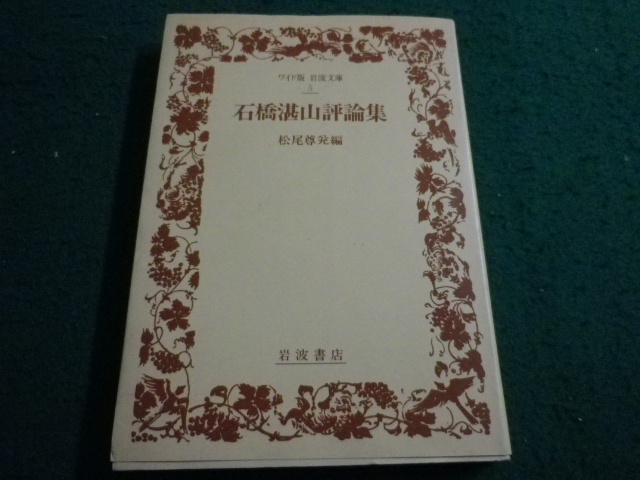 ワイド版 岩波文庫
5
石橋湛山評論集
松尾尊兊編
岩波書店